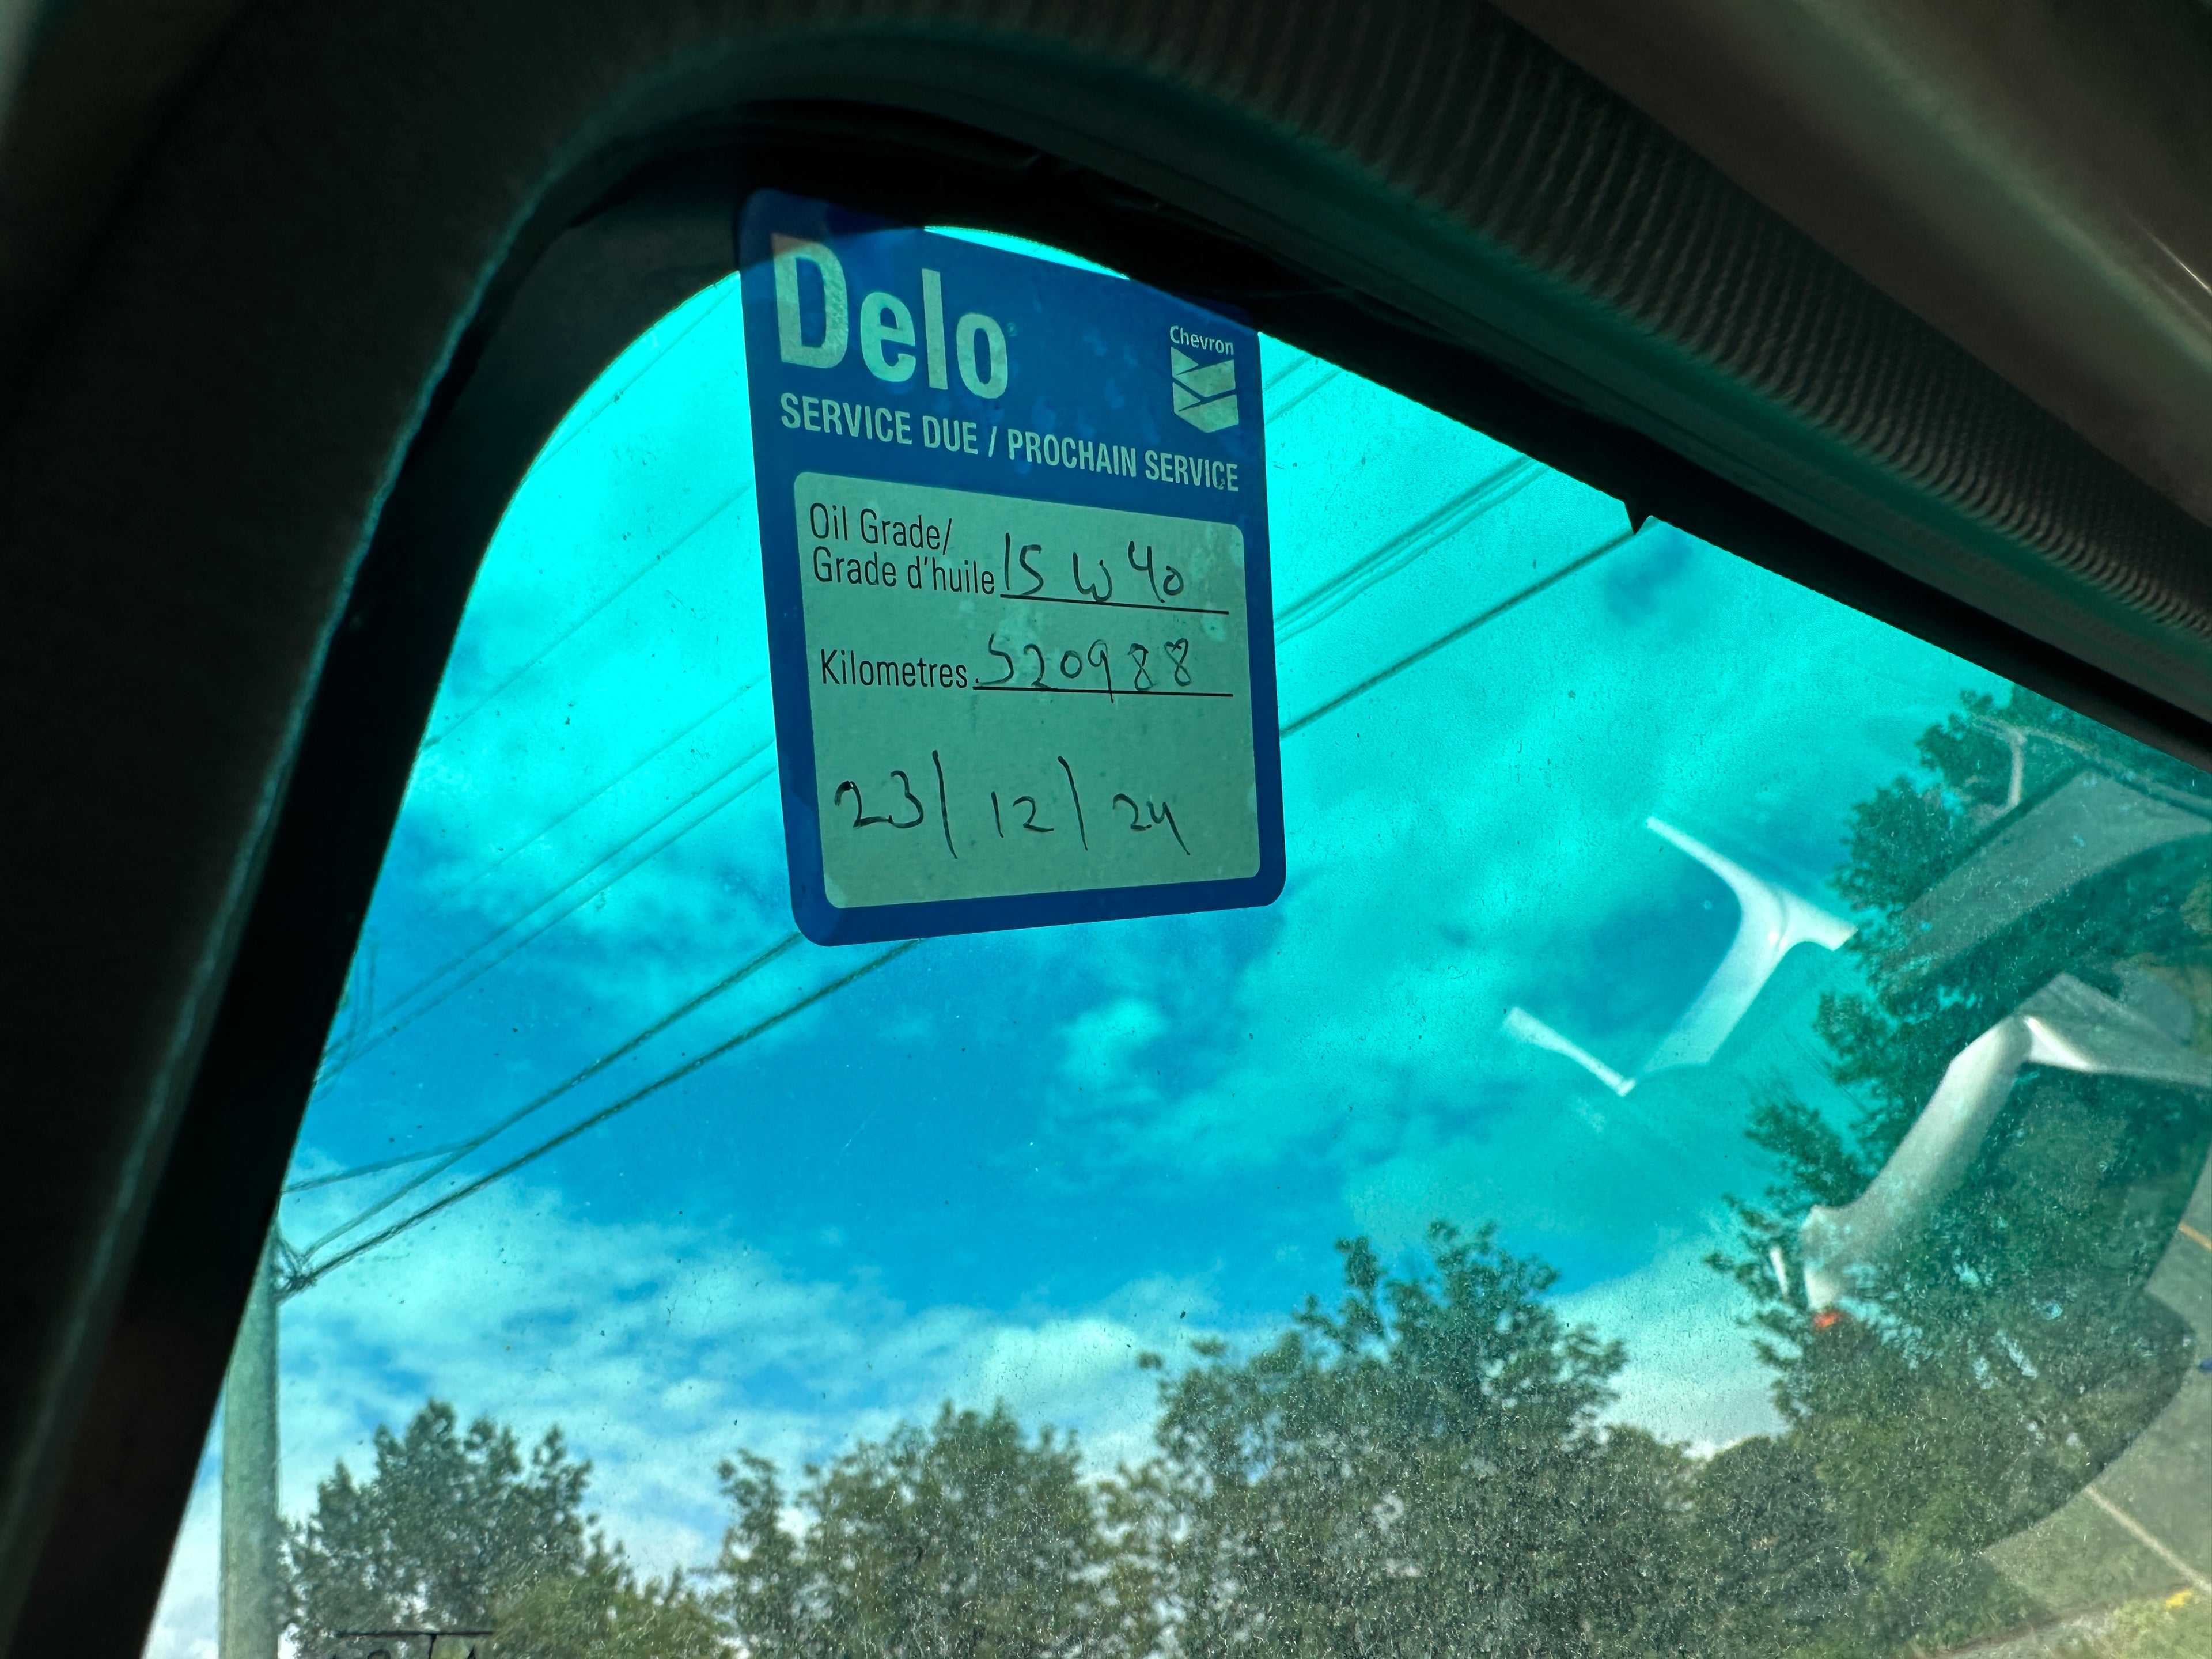 Delo
Chevron
SERVICE DUE / PROCHAIN SERVICE
Oil Grade/
Grade d'huile 15 W 40
Kilometres 520988
23/12/24